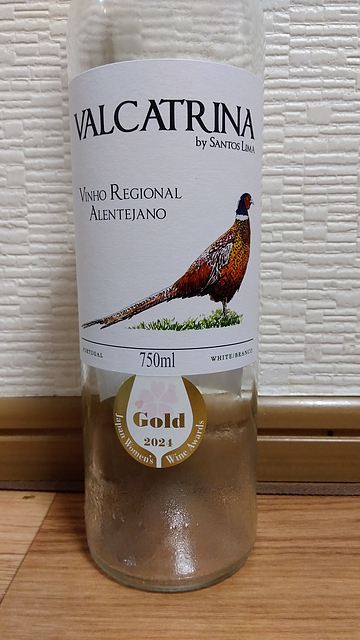 VALCATRINA
by SANTOS LIMA
VINHO REGIONAL
ALENTEJANO
PORTUGAL
750ml
WHITE/BRANCO
Gold
2024
Japan Women's Wine Awards